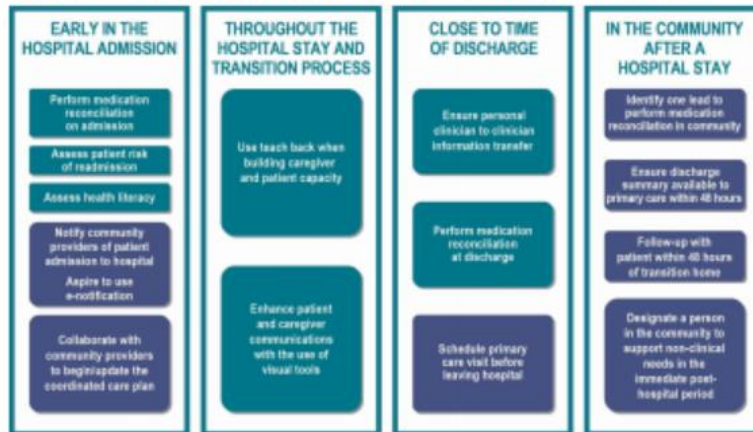 EARLY IN THE
HOSPITAL ADMISSION
Perform medication
reconciliation
on admission
Assess patient risk
of readmission
Assess health literacy
Notify community
providers of patient
admission to hospital
Aspire to use
e-notification
Collaborate with
community providers
to begin/update the
coordinated care plan
THROUGHOUT THE
HOSPITAL STAY AND
TRANSITION PROCESS
Use teach back when
building caregiver
and patient capacity
Enhance patient
and caregiver
communications
with the use of
visual tools
CLOSE TO TIME
OF DISCHARGE
Ensure personal
clinician to clinician
information transfer
Perform medication
reconciliation
at discharge
Schedule primary
care visit before
leaving hospital
IN THE COMMUNITY
AFTER A
HOSPITAL STAY
Identify one lead to
perform medication
reconciliation in community
Ensure discharge
summary available to
primary care within 48 hours
Follow-up with
patient within 48 hours
of transition home
Designate a person
in the community to
support non-clinical
needs in the
immediate post-
hospital period